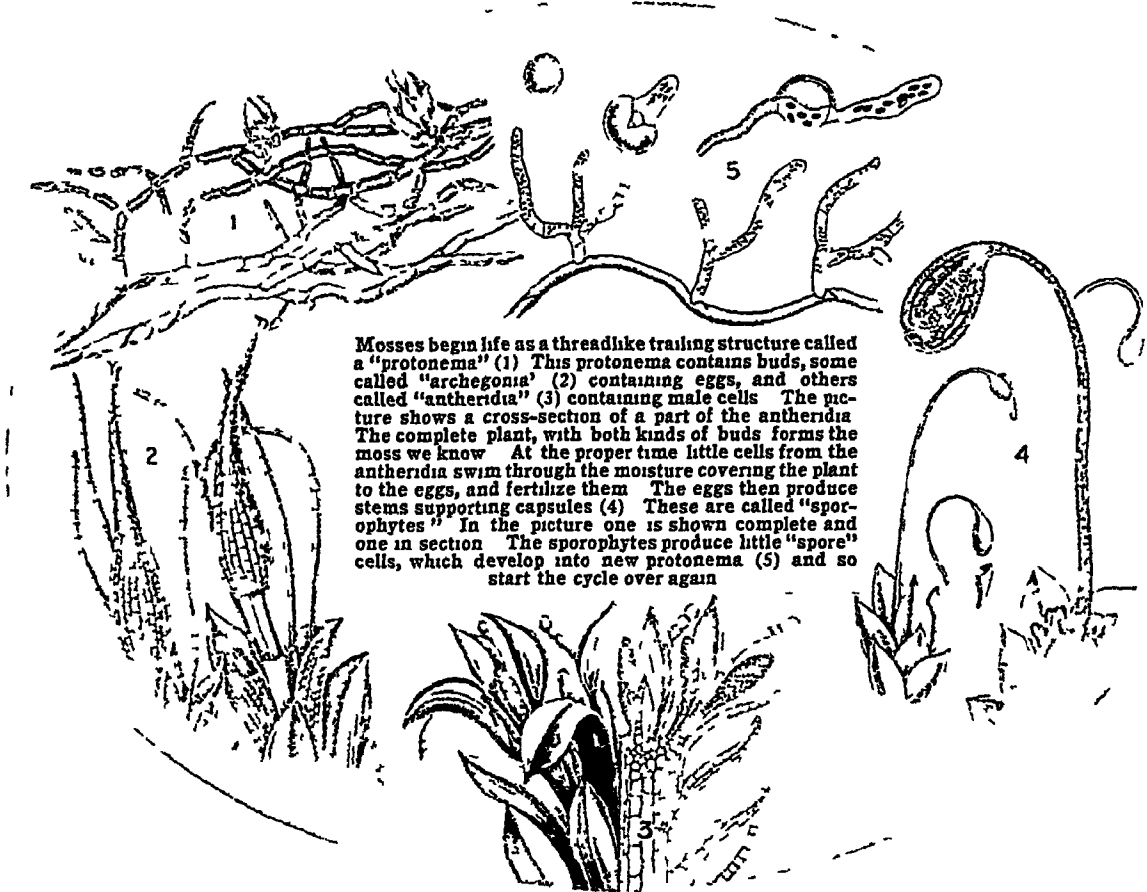 1
5
Mosses begin life as a threadlike trailing structure called
a "protonema" (1) This protonema contains buds, some
called "archegonia' (2) containing eggs, and others
called "antheridia" (3) containing male cells The pic-
ture shows a cross-section of a part of the antheridia
The complete plant, with both kinds of buds forms the
moss we know At the proper time little cells from the
antheridia swim through the moisture covering the plant
to the eggs, and fertilize them The eggs then produce
stems supporting capsules (4) These are called "spor-
ophytes" In the picture one is shown complete and
one in section The sporophytes produce little "spore"
cells, which develop into new protonema (5) and so
start the cycle over again
2
4
3